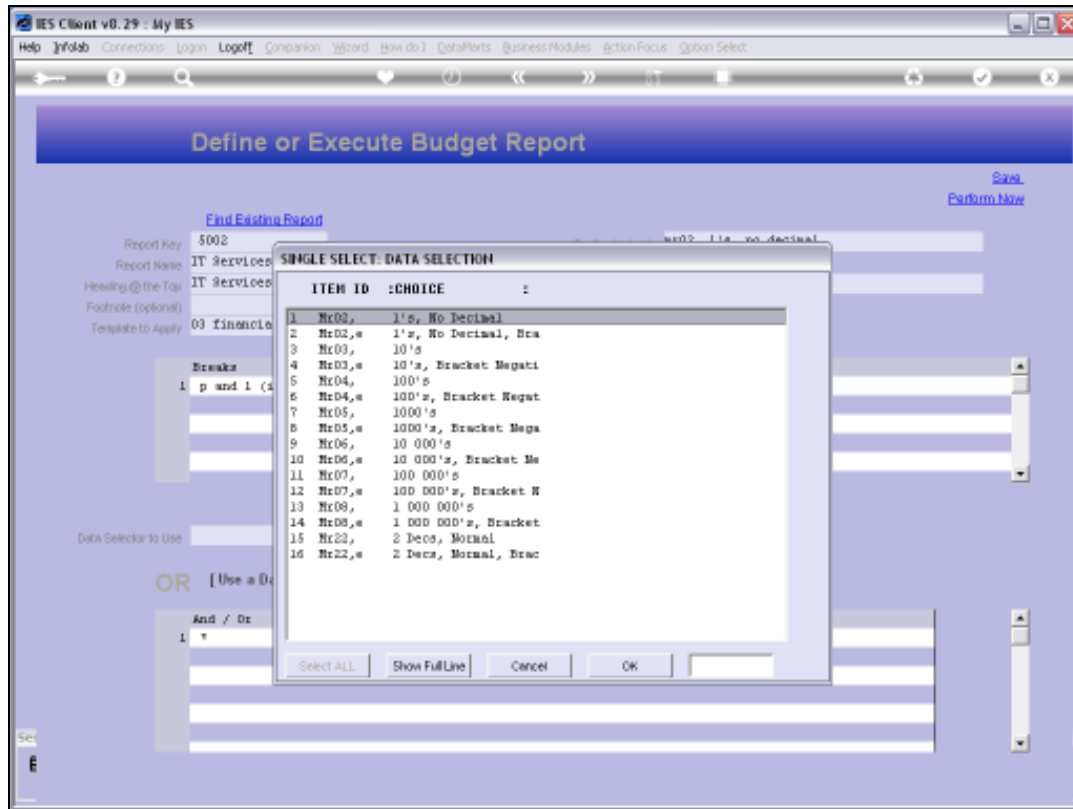 IES Client v8.29 : My IES
Help Infolab Connections Logon Logoff Companion Wizard How do I DataMarts Business Modules Action Focus Option Select
Define or Execute Budget Report
Save
Perform Now
Find Existing Report
Report Key 5002
mr02, 1's, no decimal
Report Name IT Services
Heading @ the Top IT Services
Footnote (optional)
Template to Apply 03 financia
SINGLE SELECT: DATA SELECTION
ITEM ID :CHOICE :
1 Mr02, 1's, No Decimal
2 Mr02,e 1's, No Decimal, Bra
3 Mr03, 10's
4 Mr03,e 10's, Bracket Negati
5 Mr04, 100's
6 Mr04,e 100's, Bracket Negat
7 Mr05, 1000's
8 Mr05,e 1000's, Bracket Nega
9 Mr06, 10 000's
10 Mr06,e 10 000's, Bracket Ne
11 Mr07, 100 000's
12 Mr07,e 100 000's, Bracket N
13 Mr08, 1 000 000's
14 Mr08,e 1 000 000's, Bracket
15 Mr22, 2 Decs, Normal
16 Mr22,e 2 Decs, Normal, Brac
Select ALL Show Full Line Cancel OK
Breaks
1 p and l (i
Data Selector to Use
OR [ Use a Da
And / Or
1